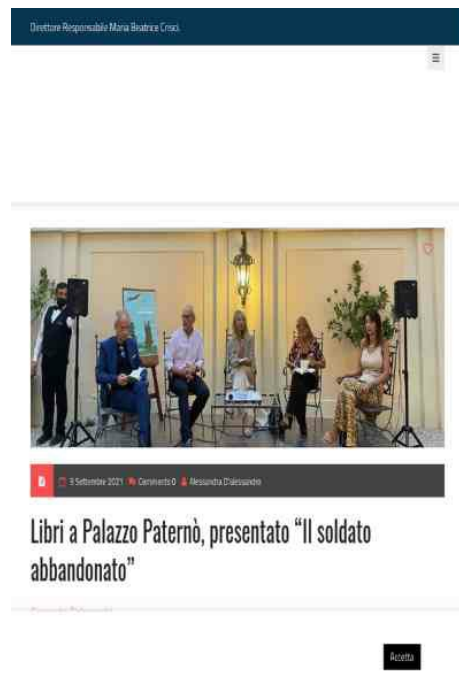 Direttore Responsabile Maria Beatrice Crisci.
9 Settembre 2021 Comments 0 Alessandra D'alessandro
Libri a Palazzo Paternò, presentato “Il soldato
abbandonato”
Accetta